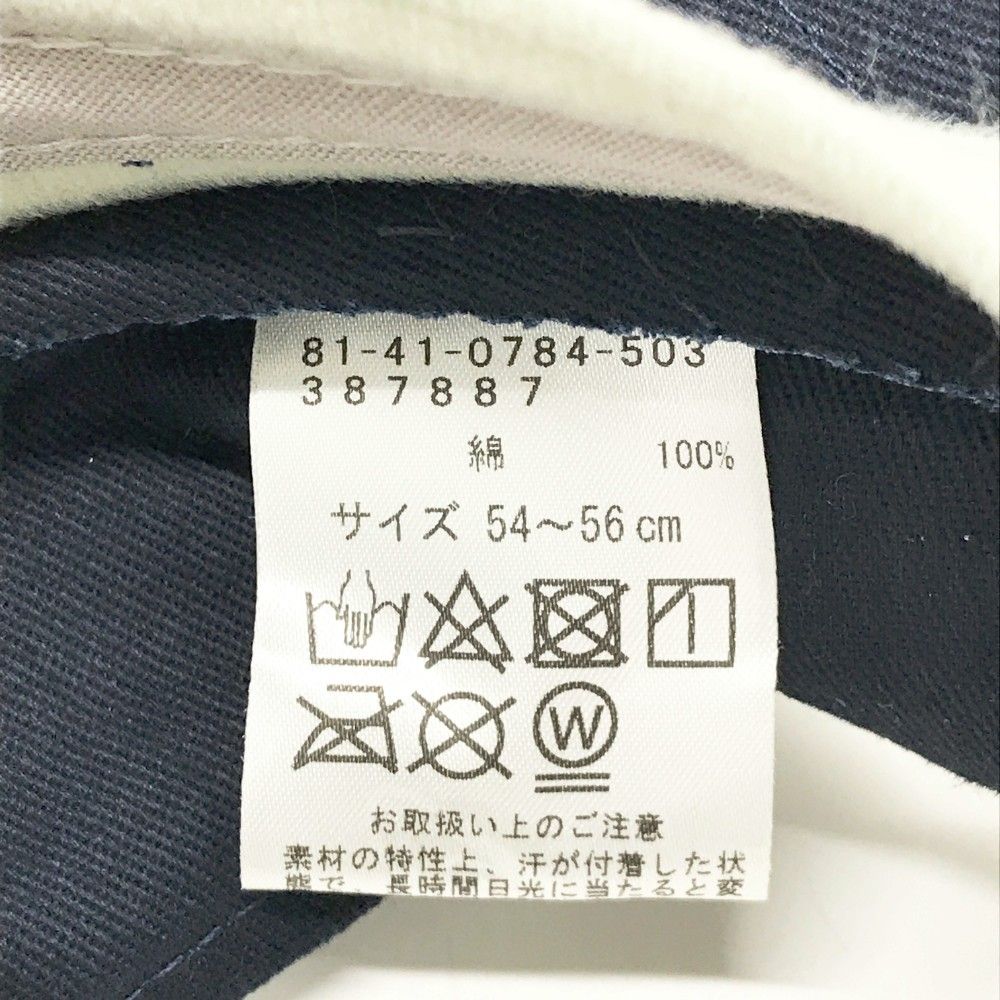 81-41-0784-503
387887
綿 100%
サイズ 54～56cm
W
お取扱い上のご注意
素材の特性上、汗が付着した状
態で、長時間日光に当たると変